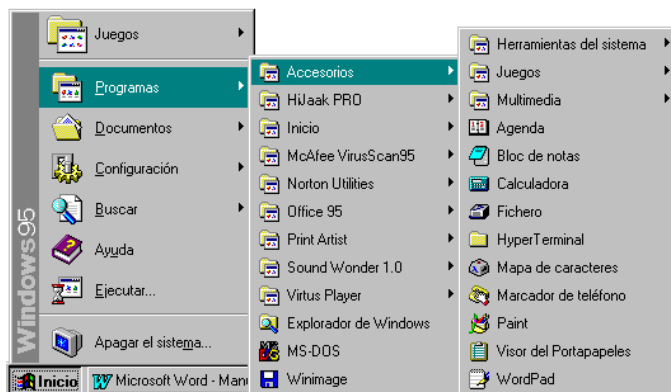 Juegos
Programas
Documentos
Configuración
Buscar
Ayuda
Ejecutar...
Apagar el sistema...
Windows95
Inicio
Microsoft Word - Manu
Accesorios
HiJaak PRO
Inicio
McAfee VirusScan95
Norton Utilities
Office 95
Print Artist
Sound Wonder 1.0
Virtus Player
Explorador de Windows
MS-DOS
Winimage
Herramientas del sistema
Juegos
Multimedia
Agenda
Bloc de notas
Calculadora
Fichero
HyperTerminal
Mapa de caracteres
Marcador de teléfono
Paint
Visor del Portapapeles
WordPad